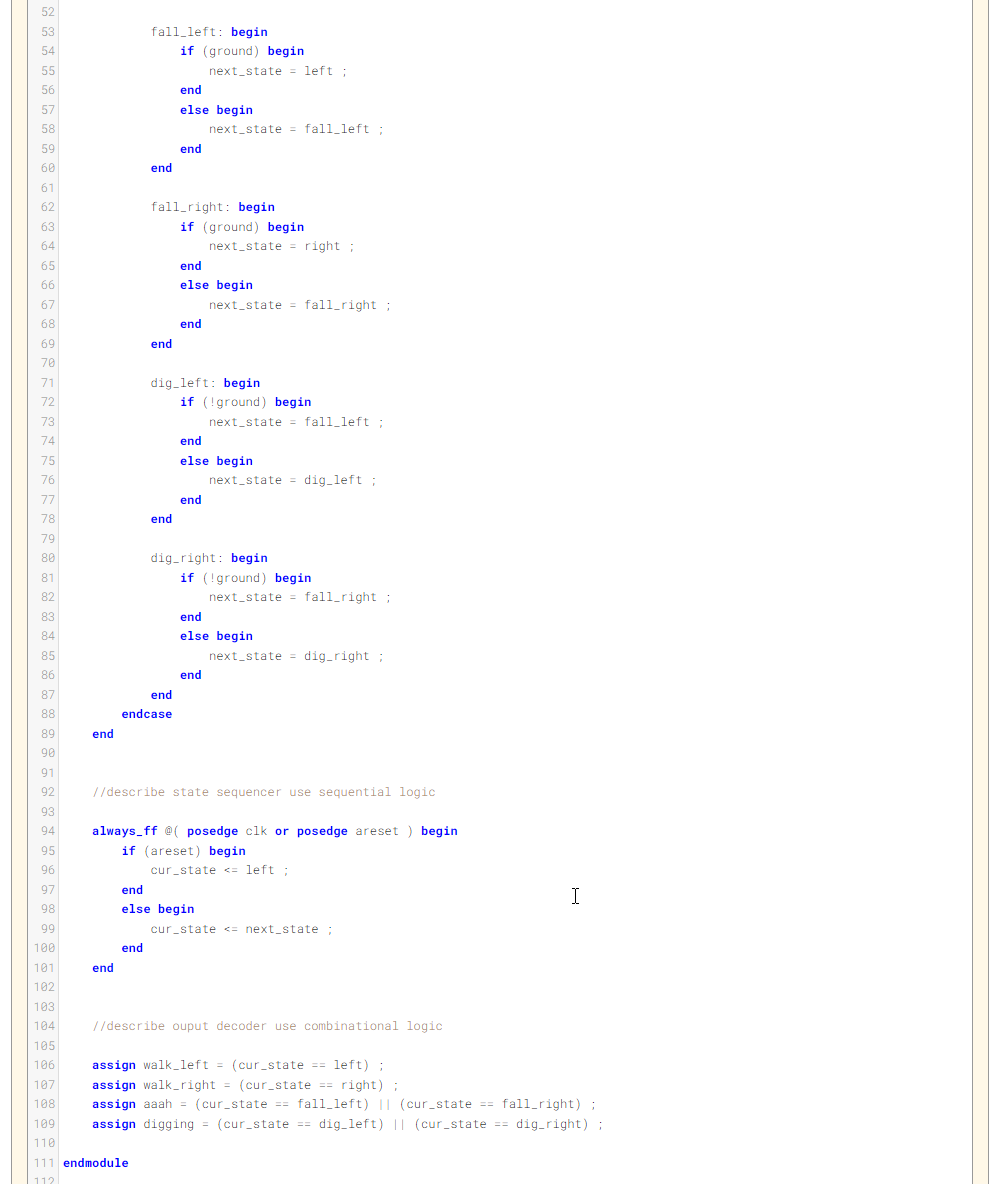 52
53 fall_left: begin
54 if (ground) begin
55 next_state = left ;
56 end
57 else begin
58 next_state = fall_left ;
59 end
60 end
61
62 fall_right: begin
63 if (ground) begin
64 next_state = right ;
65 end
66 else begin
67 next_state = fall_right ;
68 end
69 end
70
71 dig_left: begin
72 if (!ground) begin
73 next_state = fall_left ;
74 end
75 else begin
76 next_state = dig_left ;
77 end
78 end
79
80 dig_right: begin
81 if (!ground) begin
82 next_state = fall_right ;
83 end
84 else begin
85 next_state = dig_right ;
86 end
87 end
88 endcase
89 end
90
91
92 //describe state sequencer use sequential logic
93
94 always_ff @( posedge clk or posedge areset ) begin
95 if (areset) begin
96 cur_state <= left ;
97 end
98 else begin
99 cur_state <= next_state ;
100 end
101 end
102
103
104 //describe ouput decoder use combinational logic
105
106 assign walk_left = (cur_state == left) ;
107 assign walk_right = (cur_state == right) ;
108 assign aaah = (cur_state == fall_left) || (cur_state == fall_right) ;
109 assign digging = (cur_state == dig_left) || (cur_state == dig_right) ;
110
111 endmodule
112